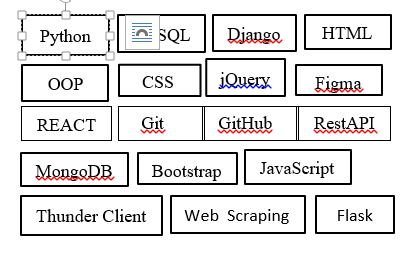 Python SQL Django HTML
OOP CSS jQuery Figma
REACT Git GitHub RestAPI
MongoDB Bootstrap JavaScript
Thunder Client Web Scraping Flask